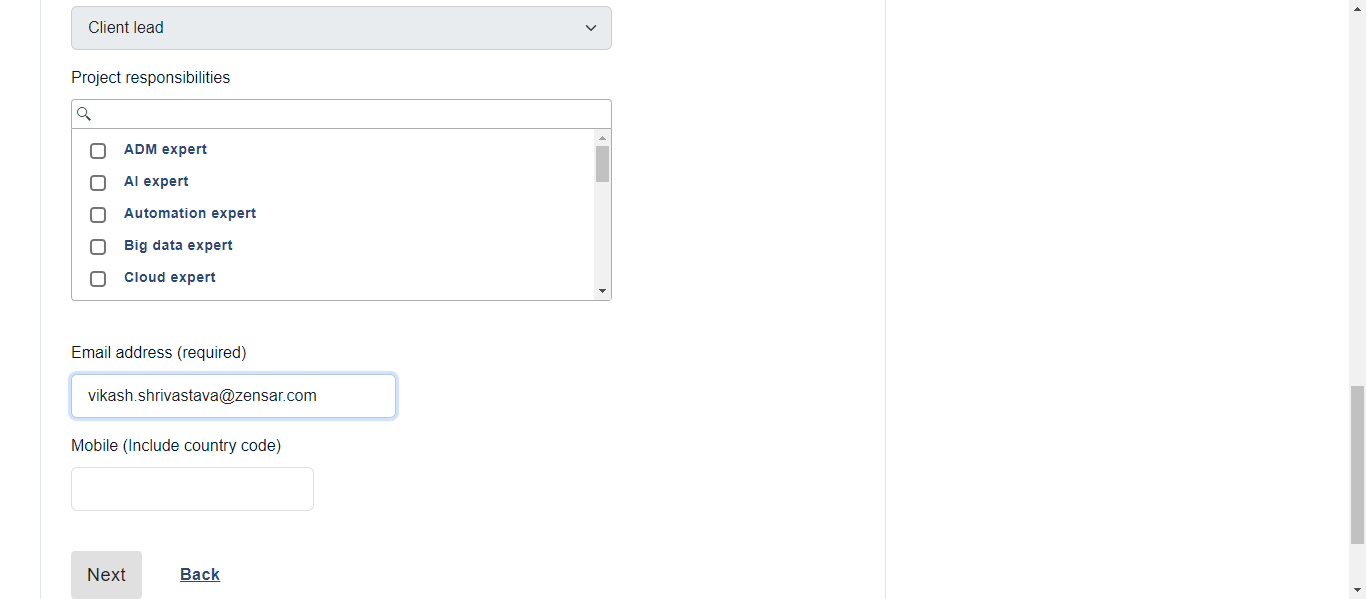 Client lead
Project responsibilities
ADM expert
AI expert
Automation expert
Big data expert
Cloud expert
Email address (required)
vikash.shrivastava@zensar.com
Mobile (Include country code)
Next
Back